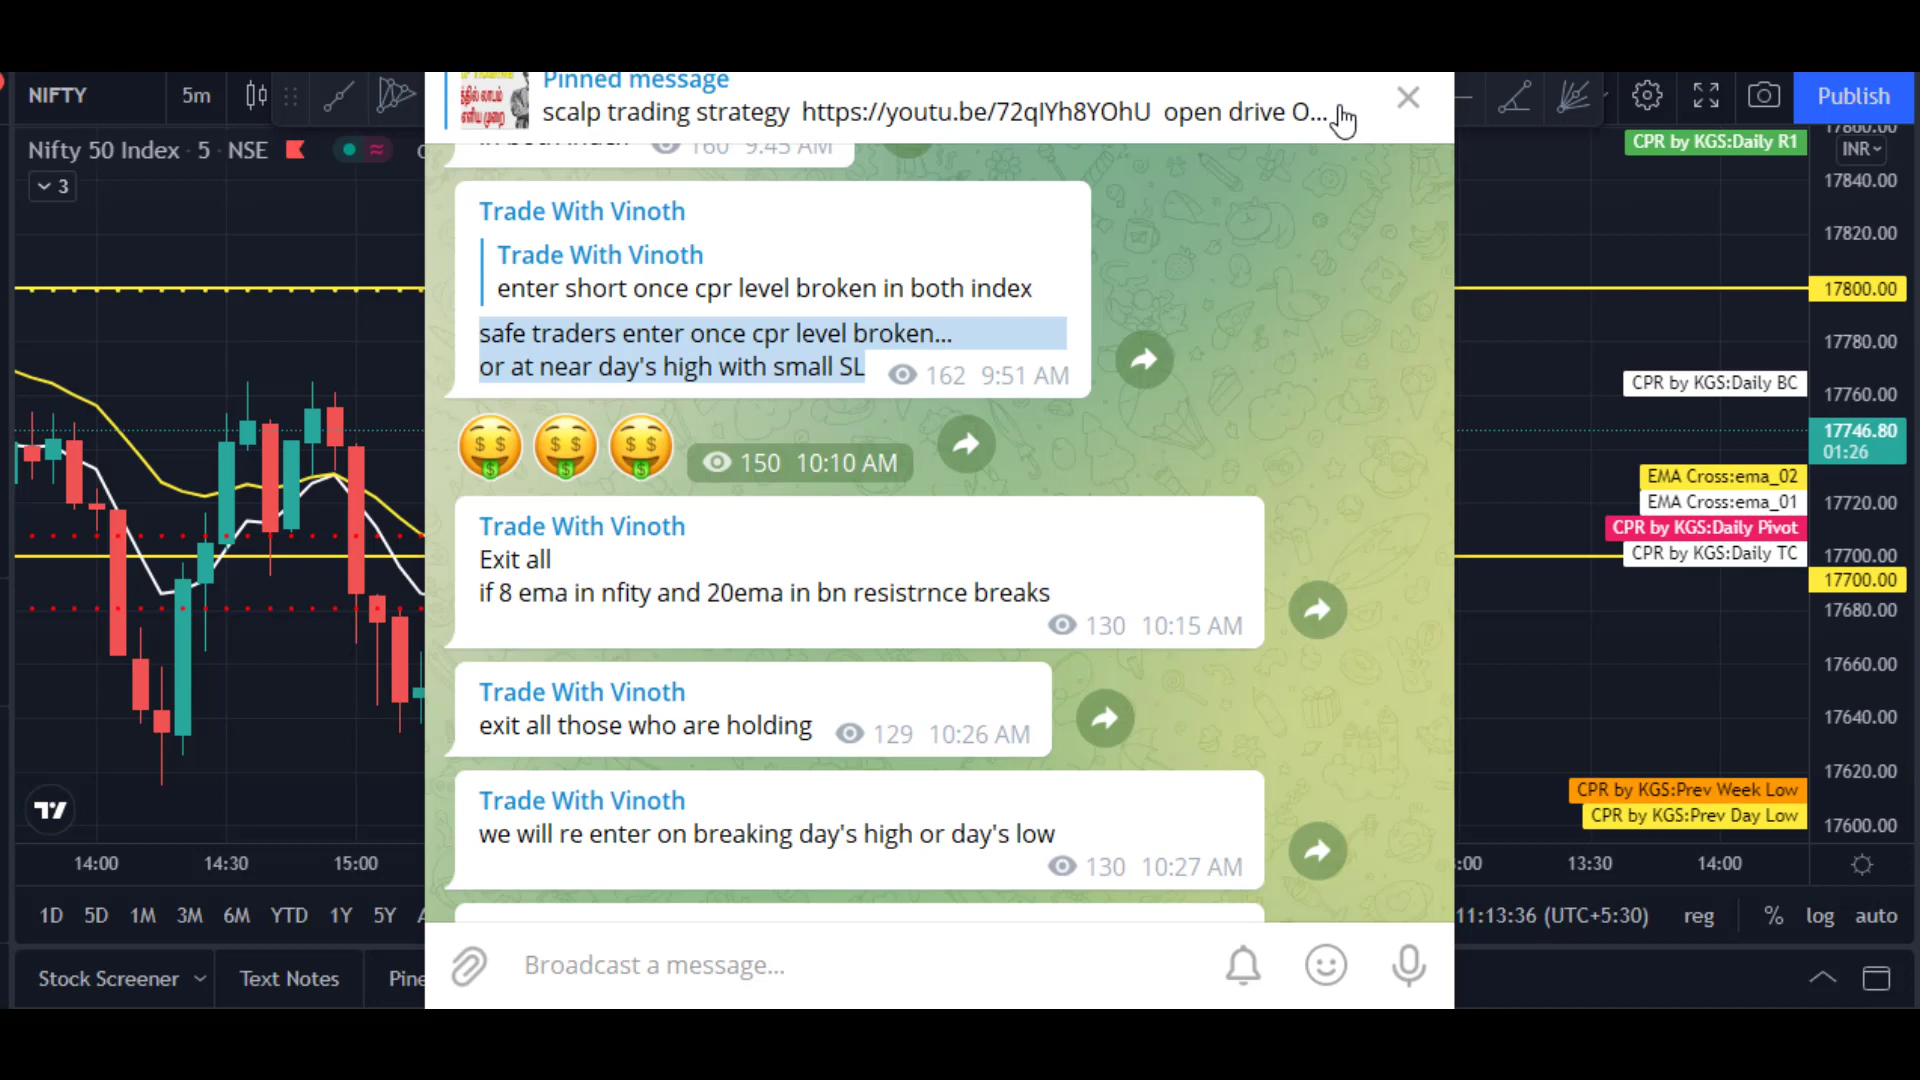 NIFTY
5m
Nifty 50 Index · 5 · NSE
3
Pinned message
scalp trading strategy https://youtu.be/72qIYh8YOhU open drive O...
160 9:45 AM
Trade With Vinoth
Trade With Vinoth
enter short once cpr level broken in both index
safe traders enter once cpr level broken...
or at near day's high with small SL
162 9:51 AM
150 10:10 AM
Trade With Vinoth
Exit all
if 8 ema in nfity and 20ema in bn resistrnce breaks
130 10:15 AM
Trade With Vinoth
exit all those who are holding
129 10:26 AM
Trade With Vinoth
we will re enter on breaking day's high or day's low
130 10:27 AM
Broadcast a message...
Publish
INR
CPR by KGS:Daily R1
17840.00
17820.00
17800.00
17780.00
CPR by KGS:Daily BC
17760.00
17746.80
01:26
EMA Cross:ema_02
EMA Cross:ema_01
17720.00
CPR by KGS:Daily Pivot
CPR by KGS:Daily TC
17700.00
17700.00
17680.00
17660.00
17640.00
17620.00
CPR by KGS:Prev Week Low
CPR by KGS:Prev Day Low
17600.00
14:00 14:30 15:00
:00 13:30 14:00
1D 5D 1M 3M 6M YTD 1Y 5Y
11:13:36 (UTC+5:30) reg % log auto
Stock Screener Text Notes Pine